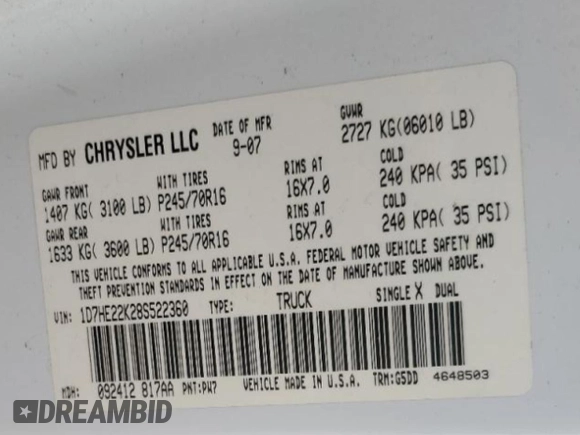 MFD BY CHRYSLER LLC DATE OF MFR 9-07 GVWR 2727 KG(06010 LB)
GAWR FRONT WITH TIRES RIMS AT COLD
1407 KG( 3100 LB) P245/70R16 16X7.0 240 KPA( 35 PSI)
GAWR REAR WITH TIRES RIMS AT COLD
1633 KG( 3600 LB) P245/70R16 16X7.0 240 KPA( 35 PSI)
THIS VEHICLE CONFORMS TO ALL APPLICABLE U.S.A. FEDERAL MOTOR VEHICLE SAFETY AND
THEFT PREVENTION STANDARDS IN EFFECT ON THE DATE OF MANUFACTURE SHOWN ABOVE.
VIN: 1D7HE22K28S522360 TYPE: TRUCK SINGLE X DUAL
MDH: 092412 817AA PNT:PW7 VEHICLE MADE IN U.S.A. TRM:G5DD 4648503
DREAMBID